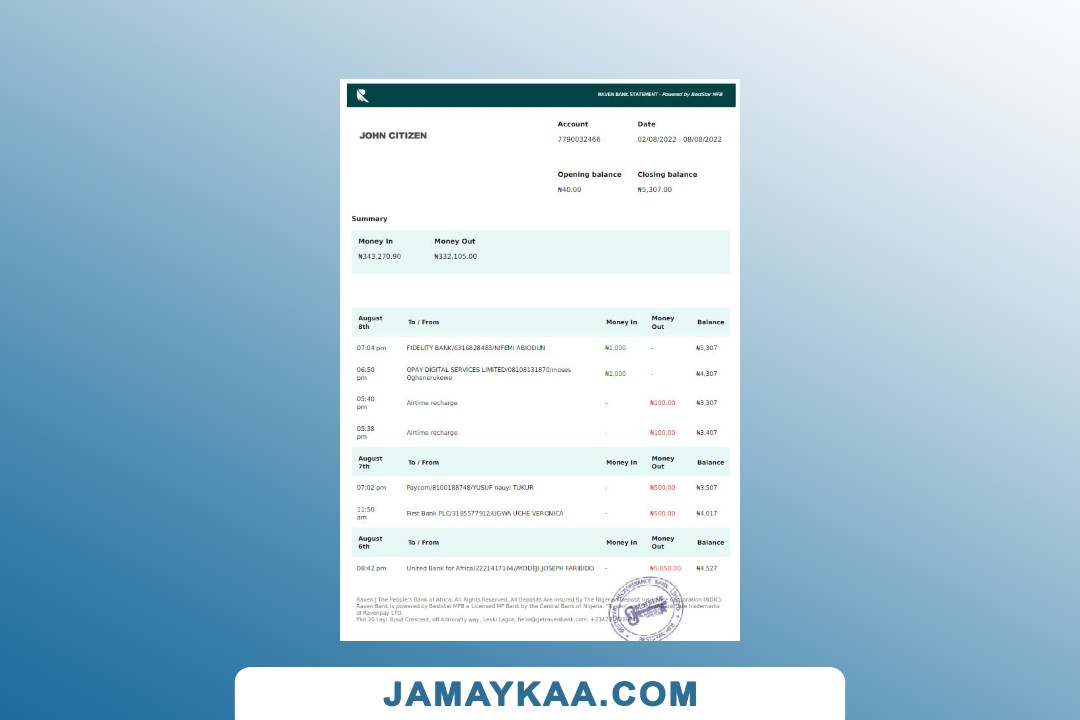 RAVEN BANK STATEMENT - Powered by BestStar MFB
JOHN CITIZEN
Account Date
7790032466 02/08/2022 - 08/08/2022
Opening balance Closing balance
₦40.00 ₦5,307.00
Summary
Money In Money Out
₦343,270.90 ₦332,105.00
August 8th To / From Money In Money Out Balance
07:04 pm FIDELITY BANK/6316828483/NIFEMI ABIODUN ₦1,000 - ₦5,307
06:50 pm OPAY DIGITAL SERVICES LIMITED/08108131870/moses Oghenerukewe ₦1,000 - ₦4,307
05:40 pm Airtime recharge - ₦100.00 ₦3,307
05:38 pm Airtime recharge - ₦100.00 ₦3,407
August 7th To / From Money In Money Out Balance
07:02 pm Paycom/8100188748/YUSUF nauyi TUKUR - ₦500.00 ₦3,507
11:50 am First Bank PLC/3185577912/UGWA UCHE VERONICA - ₦500.00 ₦4,017
August 6th To / From Money In Money Out Balance
08:42 pm United Bank for Africa/2221417164/AYODEJI JOSEPH FARIBIDO - ₦5,050.00 ₦4,527
Raven | The People's Bank of Africa. All Rights Reserved. All Deposits Are Insured By The Nigeria Deposit (NDIC).
Raven Bank is powered by Beststar MFB a Licensed MF Bank by the Central Bank of Nigeria. trademarks
of Ravenpay LTD.
Plot 20 Layi Yusuf Crescent, off Admiralty way, Lekki Lagos, hello@getravenbank.com,
BESTSTAR MFB
JAMAYKAA.COM